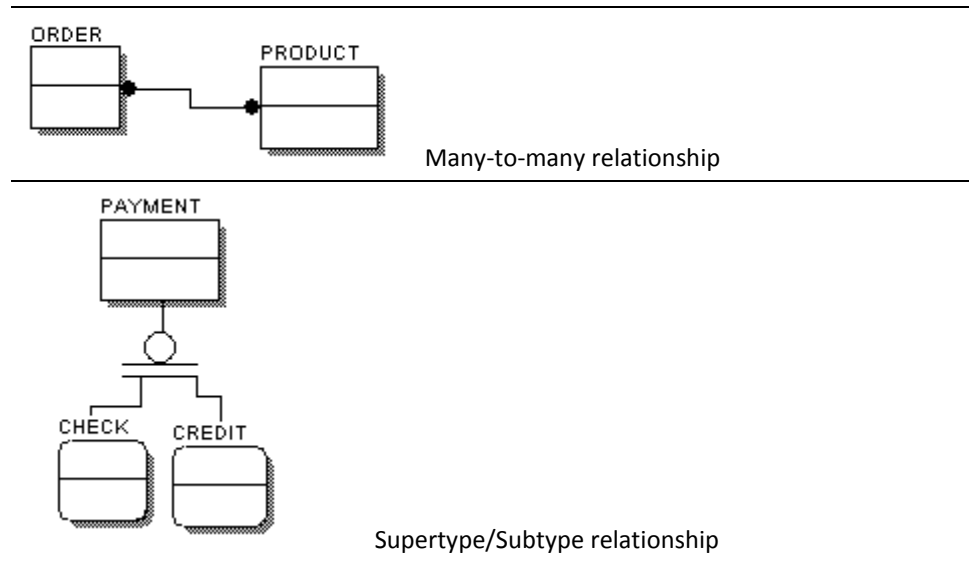 ORDER
PRODUCT
Many-to-many relationship
PAYMENT
CHECK
CREDIT
Supertype/Subtype relationship